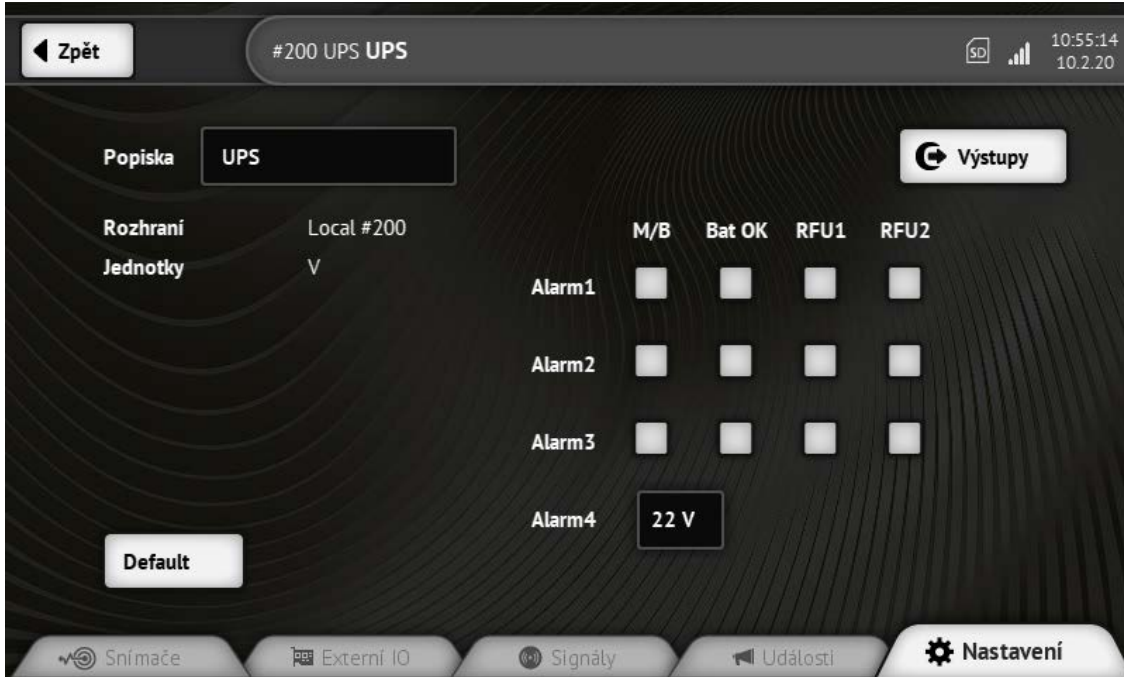 Zpět
#200 UPS UPS
SD
10:55:14
10.2.20
Popiska UPS
Výstupy
Rozhraní Local #200
Jednotky V
M/B Bat OK RFU1 RFU2
Alarm1
Alarm2
Alarm3
Alarm4 22 V
Default
Snímače Externí IO Signály Události Nastavení